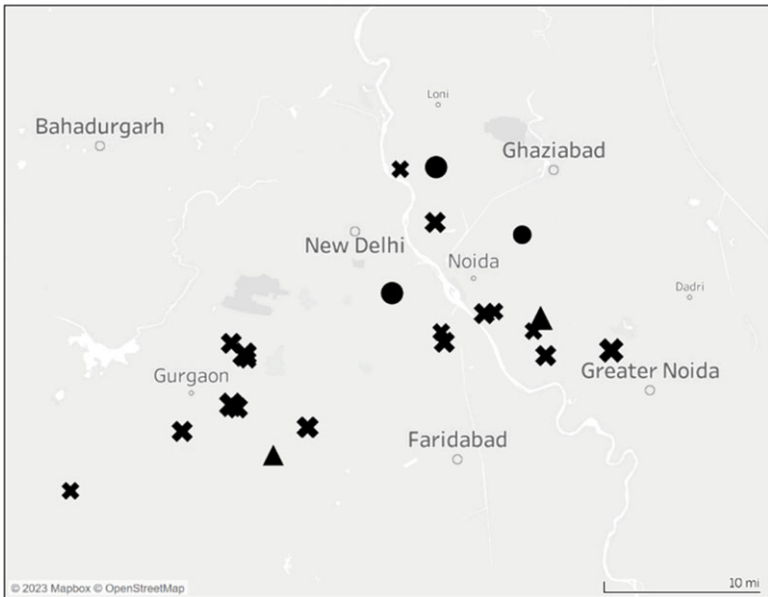 Loni
Bahadurgarh
Ghaziabad
New Delhi
Noida
Dadri
Gurgaon
Greater Noida
Faridabad
© 2023 Mapbox © OpenStreetMap
10 mi